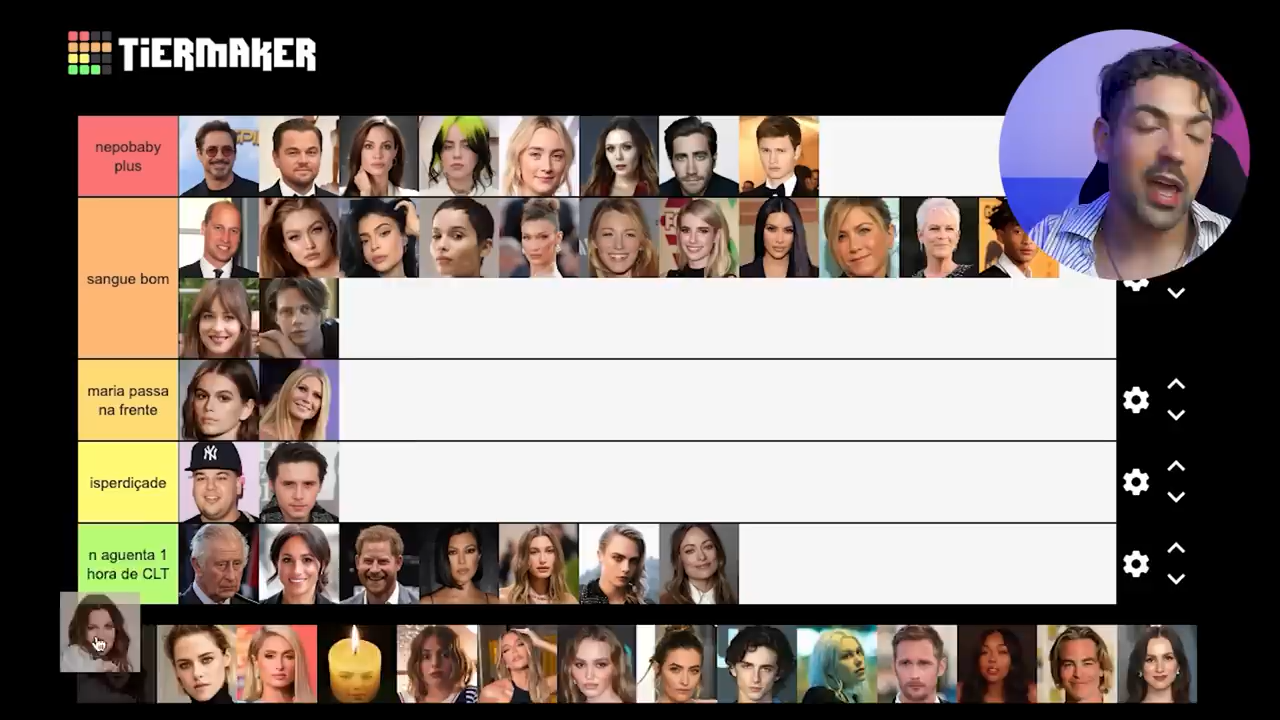 TiERMAKER
nepobaby
plus
sangue bom
maria passa
na frente
isperdiçade
n aguenta 1
hora de CLT